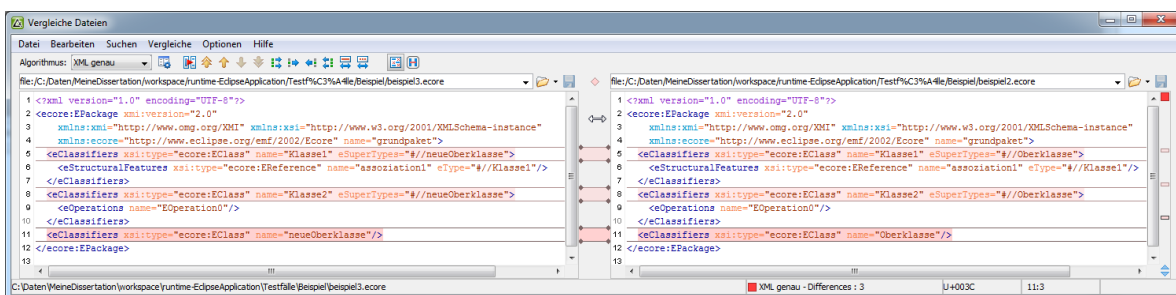 Vergleiche Dateien
Datei Bearbeiten Suchen Vergleiche Optionen Hilfe
Algorithmus: XML genau
file:/C:/Daten/MeineDissertation/workspace/runtime-EclipseApplication/Testf%C3%A4lle/Beispiel/beispiel3.ecore
1 <?xml version="1.0" encoding="UTF-8"?>
2 <ecore:EPackage xmi:version="2.0"
3 xmlns:xmi="http://www.omg.org/XMI" xmlns:xsi="http://www.w3.org/2001/XMLSchema-instance"
4 xmlns:ecore="http://www.eclipse.org/emf/2002/Ecore" name="grundpaket">
5 <eClassifiers xsi:type="ecore:EClass" name="Klasse1" eSuperTypes="#//neueOberklasse">
6 <eStructuralFeatures xsi:type="ecore:EReference" name="assoziation1" eType="#//Klasse1"/>
7 </eClassifiers>
8 <eClassifiers xsi:type="ecore:EClass" name="Klasse2" eSuperTypes="#//neueOberklasse">
9 <eOperations name="EOperation0"/>
10 </eClassifiers>
11 <eClassifiers xsi:type="ecore:EClass" name="neueOberklasse"/>
12 </ecore:EPackage>
13
file:/C:/Daten/MeineDissertation/workspace/runtime-EclipseApplication/Testf%C3%A4lle/Beispiel/beispiel2.ecore
1 <?xml version="1.0" encoding="UTF-8"?>
2 <ecore:EPackage xmi:version="2.0"
3 xmlns:xmi="http://www.omg.org/XMI" xmlns:xsi="http://www.w3.org/2001/XMLSchema-instance"
4 xmlns:ecore="http://www.eclipse.org/emf/2002/Ecore" name="grundpaket">
5 <eClassifiers xsi:type="ecore:EClass" name="Klasse1" eSuperTypes="#//Oberklasse">
6 <eStructuralFeatures xsi:type="ecore:EReference" name="assoziation1" eType="#//Klasse1"/>
7 </eClassifiers>
8 <eClassifiers xsi:type="ecore:EClass" name="Klasse2" eSuperTypes="#//Oberklasse">
9 <eOperations name="EOperation0"/>
10 </eClassifiers>
11 <eClassifiers xsi:type="ecore:EClass" name="Oberklasse"/>
12 </ecore:EPackage>
13
C:\Daten\MeineDissertation\workspace\runtime-EclipseApplication\Testfälle\Beispiel\beispiel3.ecore
XML genau - Differences : 3
U+003C
11:3